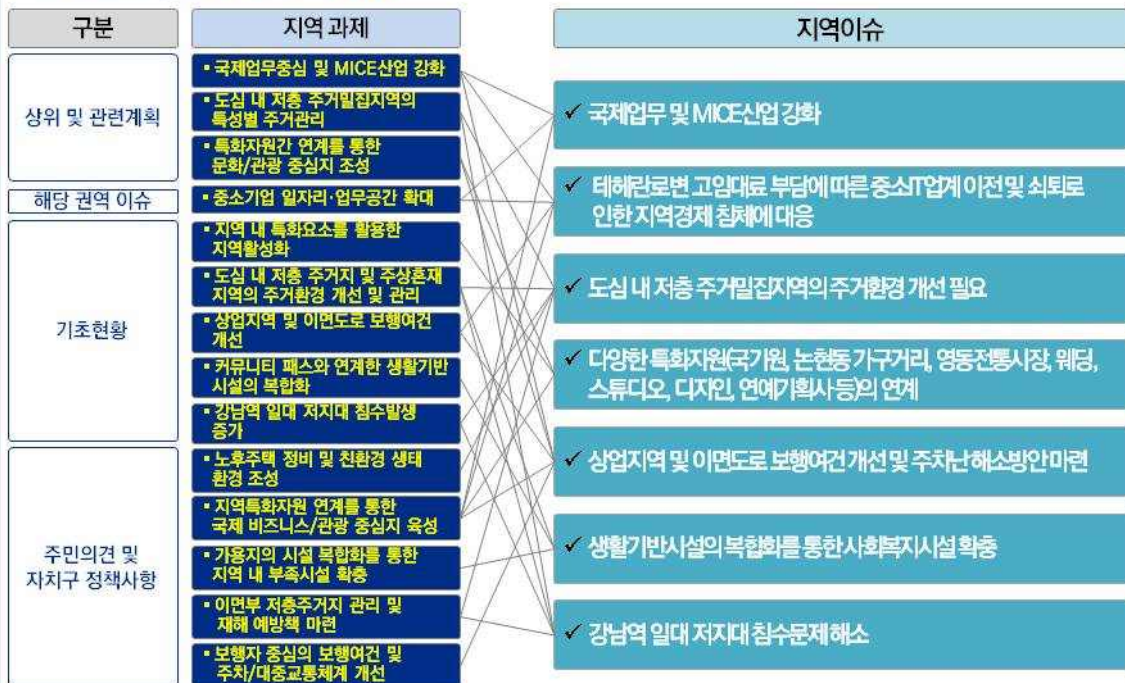 구분
지역 과제
지역이슈
상위 및 관련계획
▪ 국제업무중심 및 MICE산업 강화
▪ 도심 내 저층 주거밀집지역의
특성별 주거관리
▪ 특화자원간 연계를 통한
문화/관광 중심지 조성
해당 권역 이슈
▪ 중소기업 일자리·업무공간 확대
기초현황
▪ 지역 내 특화요소를 활용한
지역활성화
▪ 도심 내 저층 주거지 및 주상혼재
지역의 주거환경 개선 및 관리
▪ 상업지역 및 이면도로 보행여건
개선
▪ 커뮤니티 패스와 연계한 생활기반
시설의 복합화
▪ 강남역 일대 저지대 침수발생
증가
주민의견 및
자치구 정책사항
▪ 노후주택 정비 및 친환경 생태
환경 조성
▪ 지역특화자원 연계를 통한
국제 비즈니스/관광 중심지 육성
▪ 가용지의 시설 복합화를 통한
지역 내 부족시설 확충
▪ 이면부 저층주거지 관리 및
재해 예방책 마련
▪ 보행자 중심의 보행여건 및
주차/대중교통체계 개선
✓ 국제업무 및 MICE산업 강화
✓ 테헤란로변 고임대료 부담에 따른 중소IT업계 이전 및 쇠퇴로
인한 지역경제 침체에 대응
✓ 도심 내 저층 주거밀집지역의 주거환경 개선 필요
✓ 다양한 특화자원(국기원, 논현동 가구거리, 영동전통시장, 웨딩,
스튜디오, 디자인, 연예기획사 등)의 연계
✓ 상업지역 및 이면도로 보행여건 개선 및 주차난 해소방안 마련
✓ 생활기반시설의 복합화를 통한 사회복지시설 확충
✓ 강남역 일대 저지대 침수문제 해소